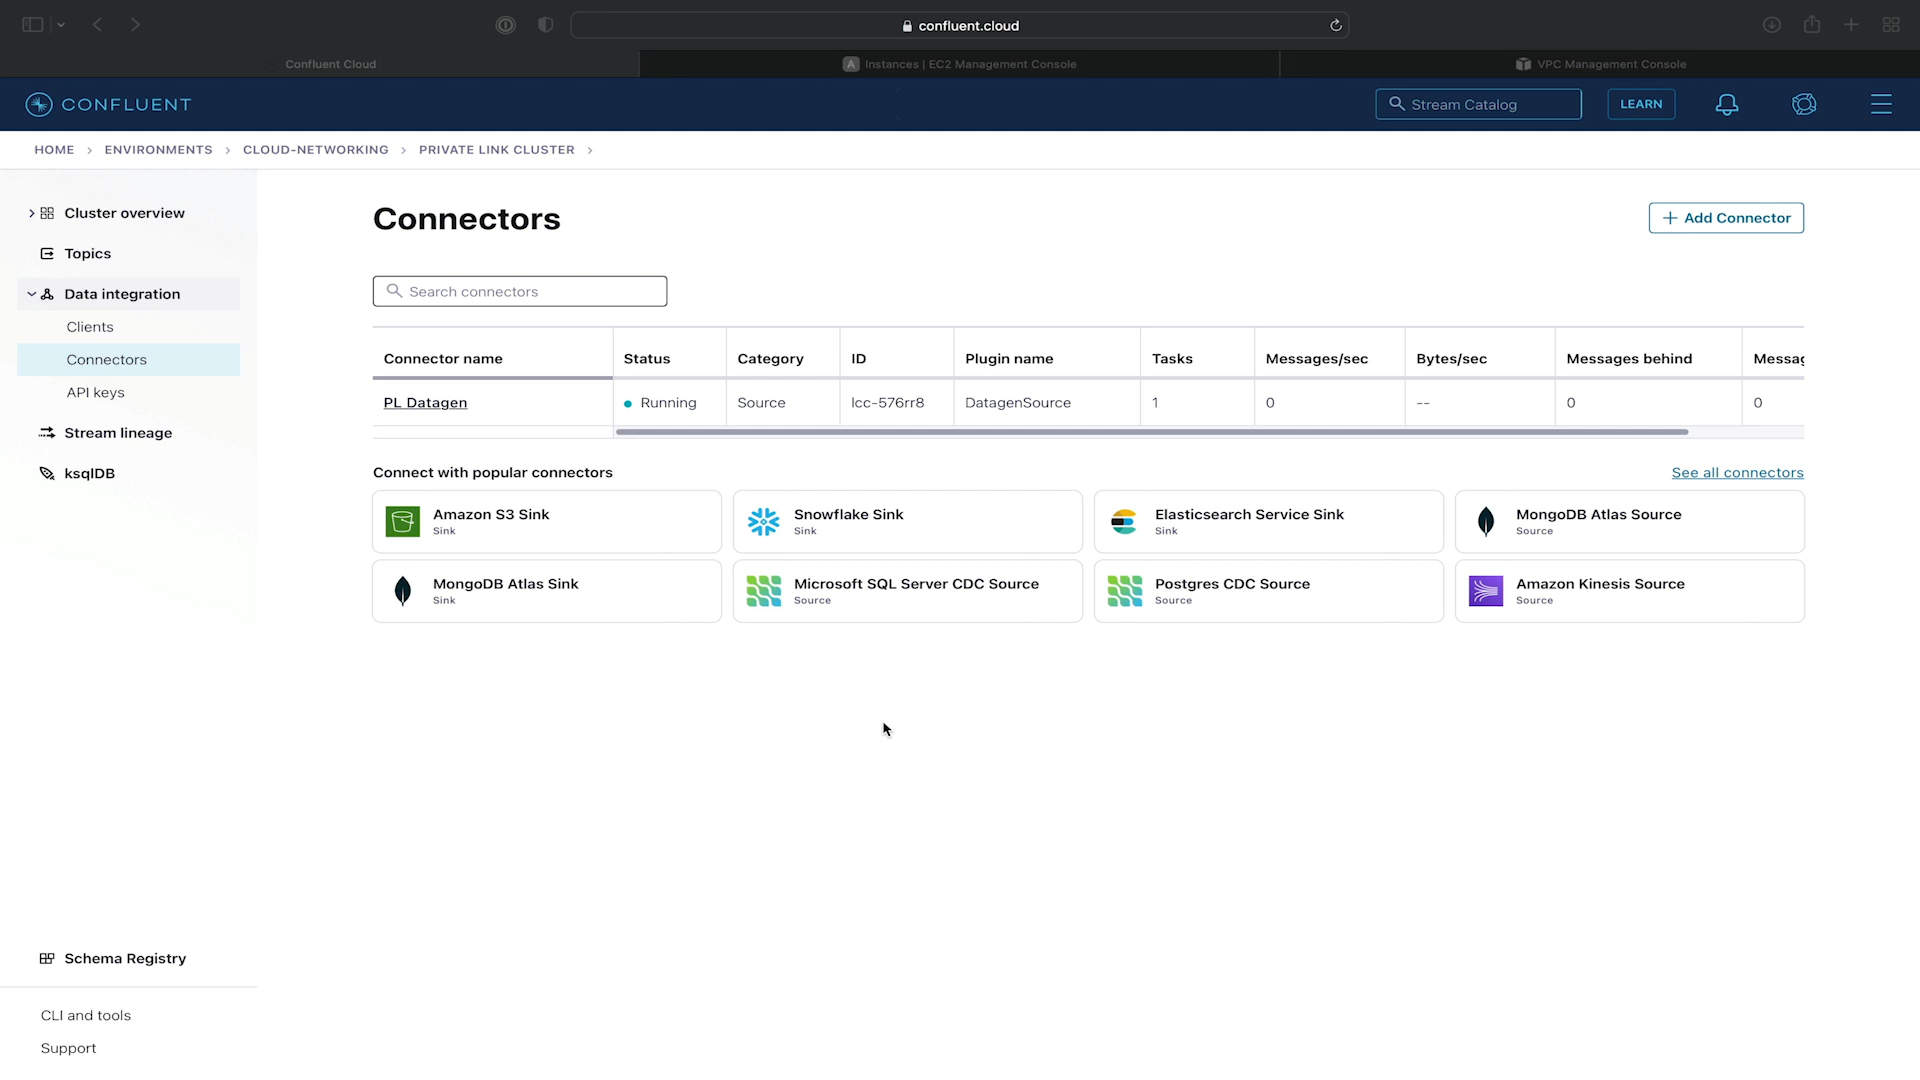 confluent.cloud
Confluent Cloud
Instances | EC2 Management Console
VPC Management Console
CONFLUENT
Stream Catalog
LEARN
HOME > ENVIRONMENTS > CLOUD-NETWORKING > PRIVATE LINK CLUSTER >
Cluster overview
Topics
Data integration
Clients
Connectors
API keys
Stream lineage
ksqlDB
Schema Registry
CLI and tools
Support
Connectors
+ Add Connector
Search connectors
Connector name Status Category ID Plugin name Tasks Messages/sec Bytes/sec Messages behind Messag
PL Datagen Running Source lcc-576rr8 DatagenSource 1 0 -- 0 0
Connect with popular connectors
See all connectors
Amazon S3 Sink
Sink
Snowflake Sink
Sink
Elasticsearch Service Sink
Sink
MongoDB Atlas Source
Source
MongoDB Atlas Sink
Sink
Microsoft SQL Server CDC Source
Source
Postgres CDC Source
Source
Amazon Kinesis Source
Source